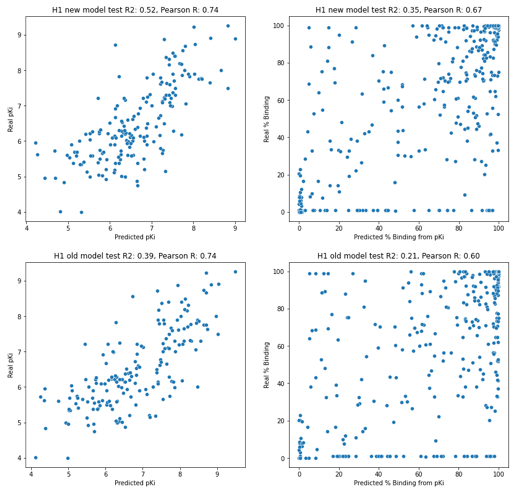 H1 new model test R2: 0.52, Pearson R: 0.74
9
8
7
6
5
4
Real pKi
4 5 6 7 8 9
Predicted pKi
H1 new model test R2: 0.35, Pearson R: 0.67
100
80
60
40
20
0
Real % Binding
0 20 40 60 80 100
Predicted % Binding from pKi
H1 old model test R2: 0.39, Pearson R: 0.74
9
8
7
6
5
4
Real pKi
4 5 6 7 8 9
Predicted pKi
H1 old model test R2: 0.21, Pearson R: 0.60
100
80
60
40
20
0
Real % Binding
0 20 40 60 80 100
Predicted % Binding from pKi